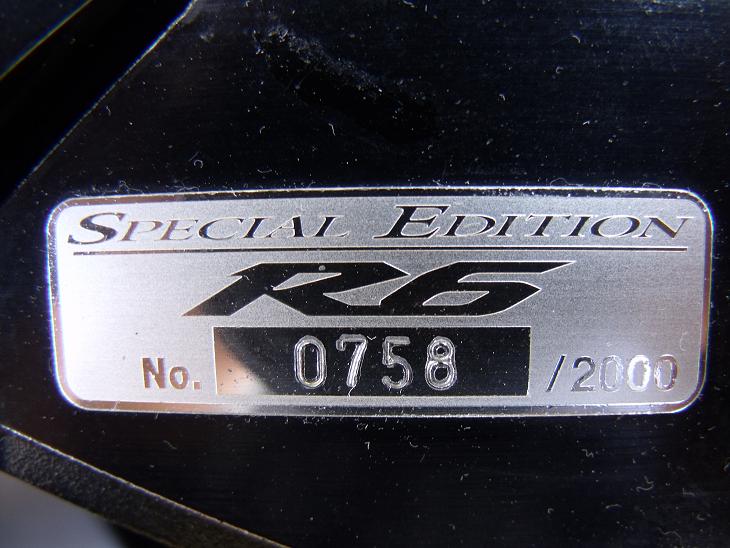 SPECIAL EDITION
R6
No. 0758 /2000